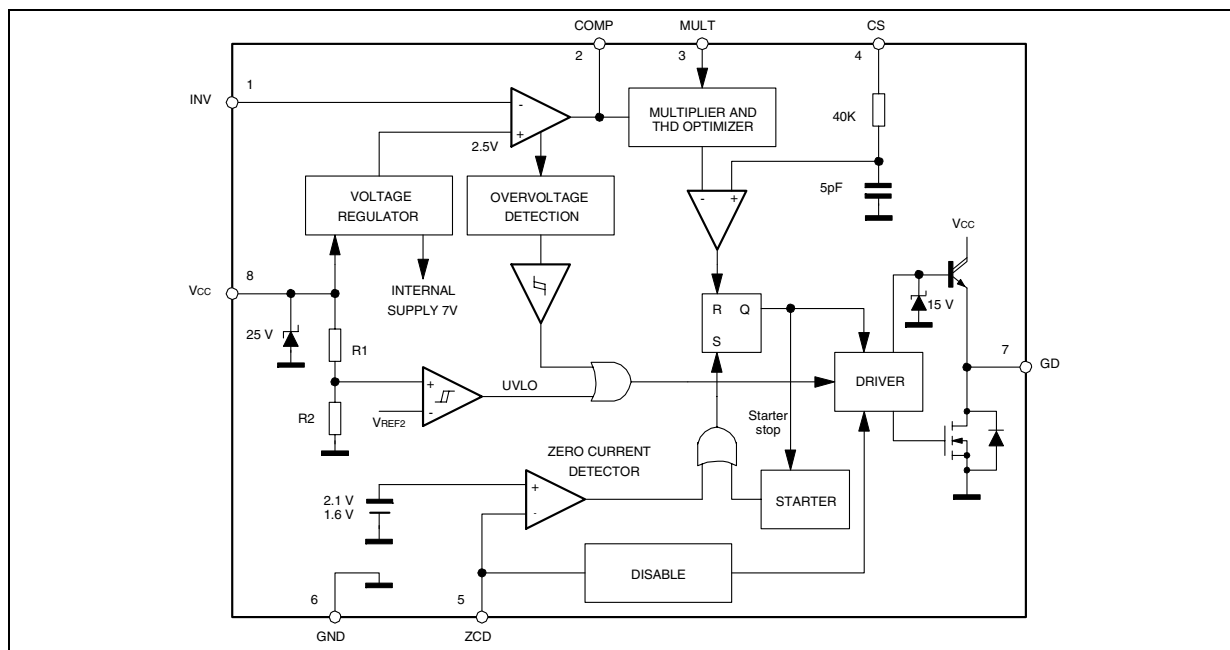 COMP
MULT
CS
2
3
4
1
INV
-
+
2.5V
MULTIPLIER AND
THD OPTIMIZER
40K
5pF
VOLTAGE
REGULATOR
OVERVOLTAGE
DETECTION
-
+
VCC
8
VCC
INTERNAL
SUPPLY 7V
25 V
R1
R
Q
S
15 V
7
GD
DRIVER
R2
+
-
VREF2
UVLO
Starter
stop
ZERO CURRENT
DETECTOR
2.1 V
1.6 V
+
-
STARTER
DISABLE
6
5
GND
ZCD